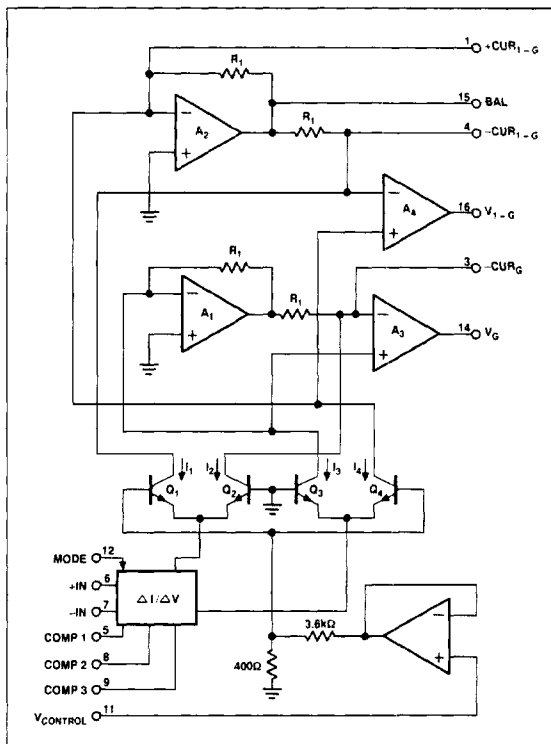 1 +CUR1–G
R1
15 BAL
R1
4 –CUR1–G
–
A2
+
–
A4
16 V1–G
+
R1
3 –CURG
–
A1
+
R1
–
A3
14 VG
+
I1 I2 I3 I4
Q1 Q2 Q3 Q4
MODE 12
+IN 6
ΔI/ΔV
–IN 7
COMP 1 5
COMP 2 8
COMP 3 9
3.6kΩ
400Ω
–
+
VCONTROL 11